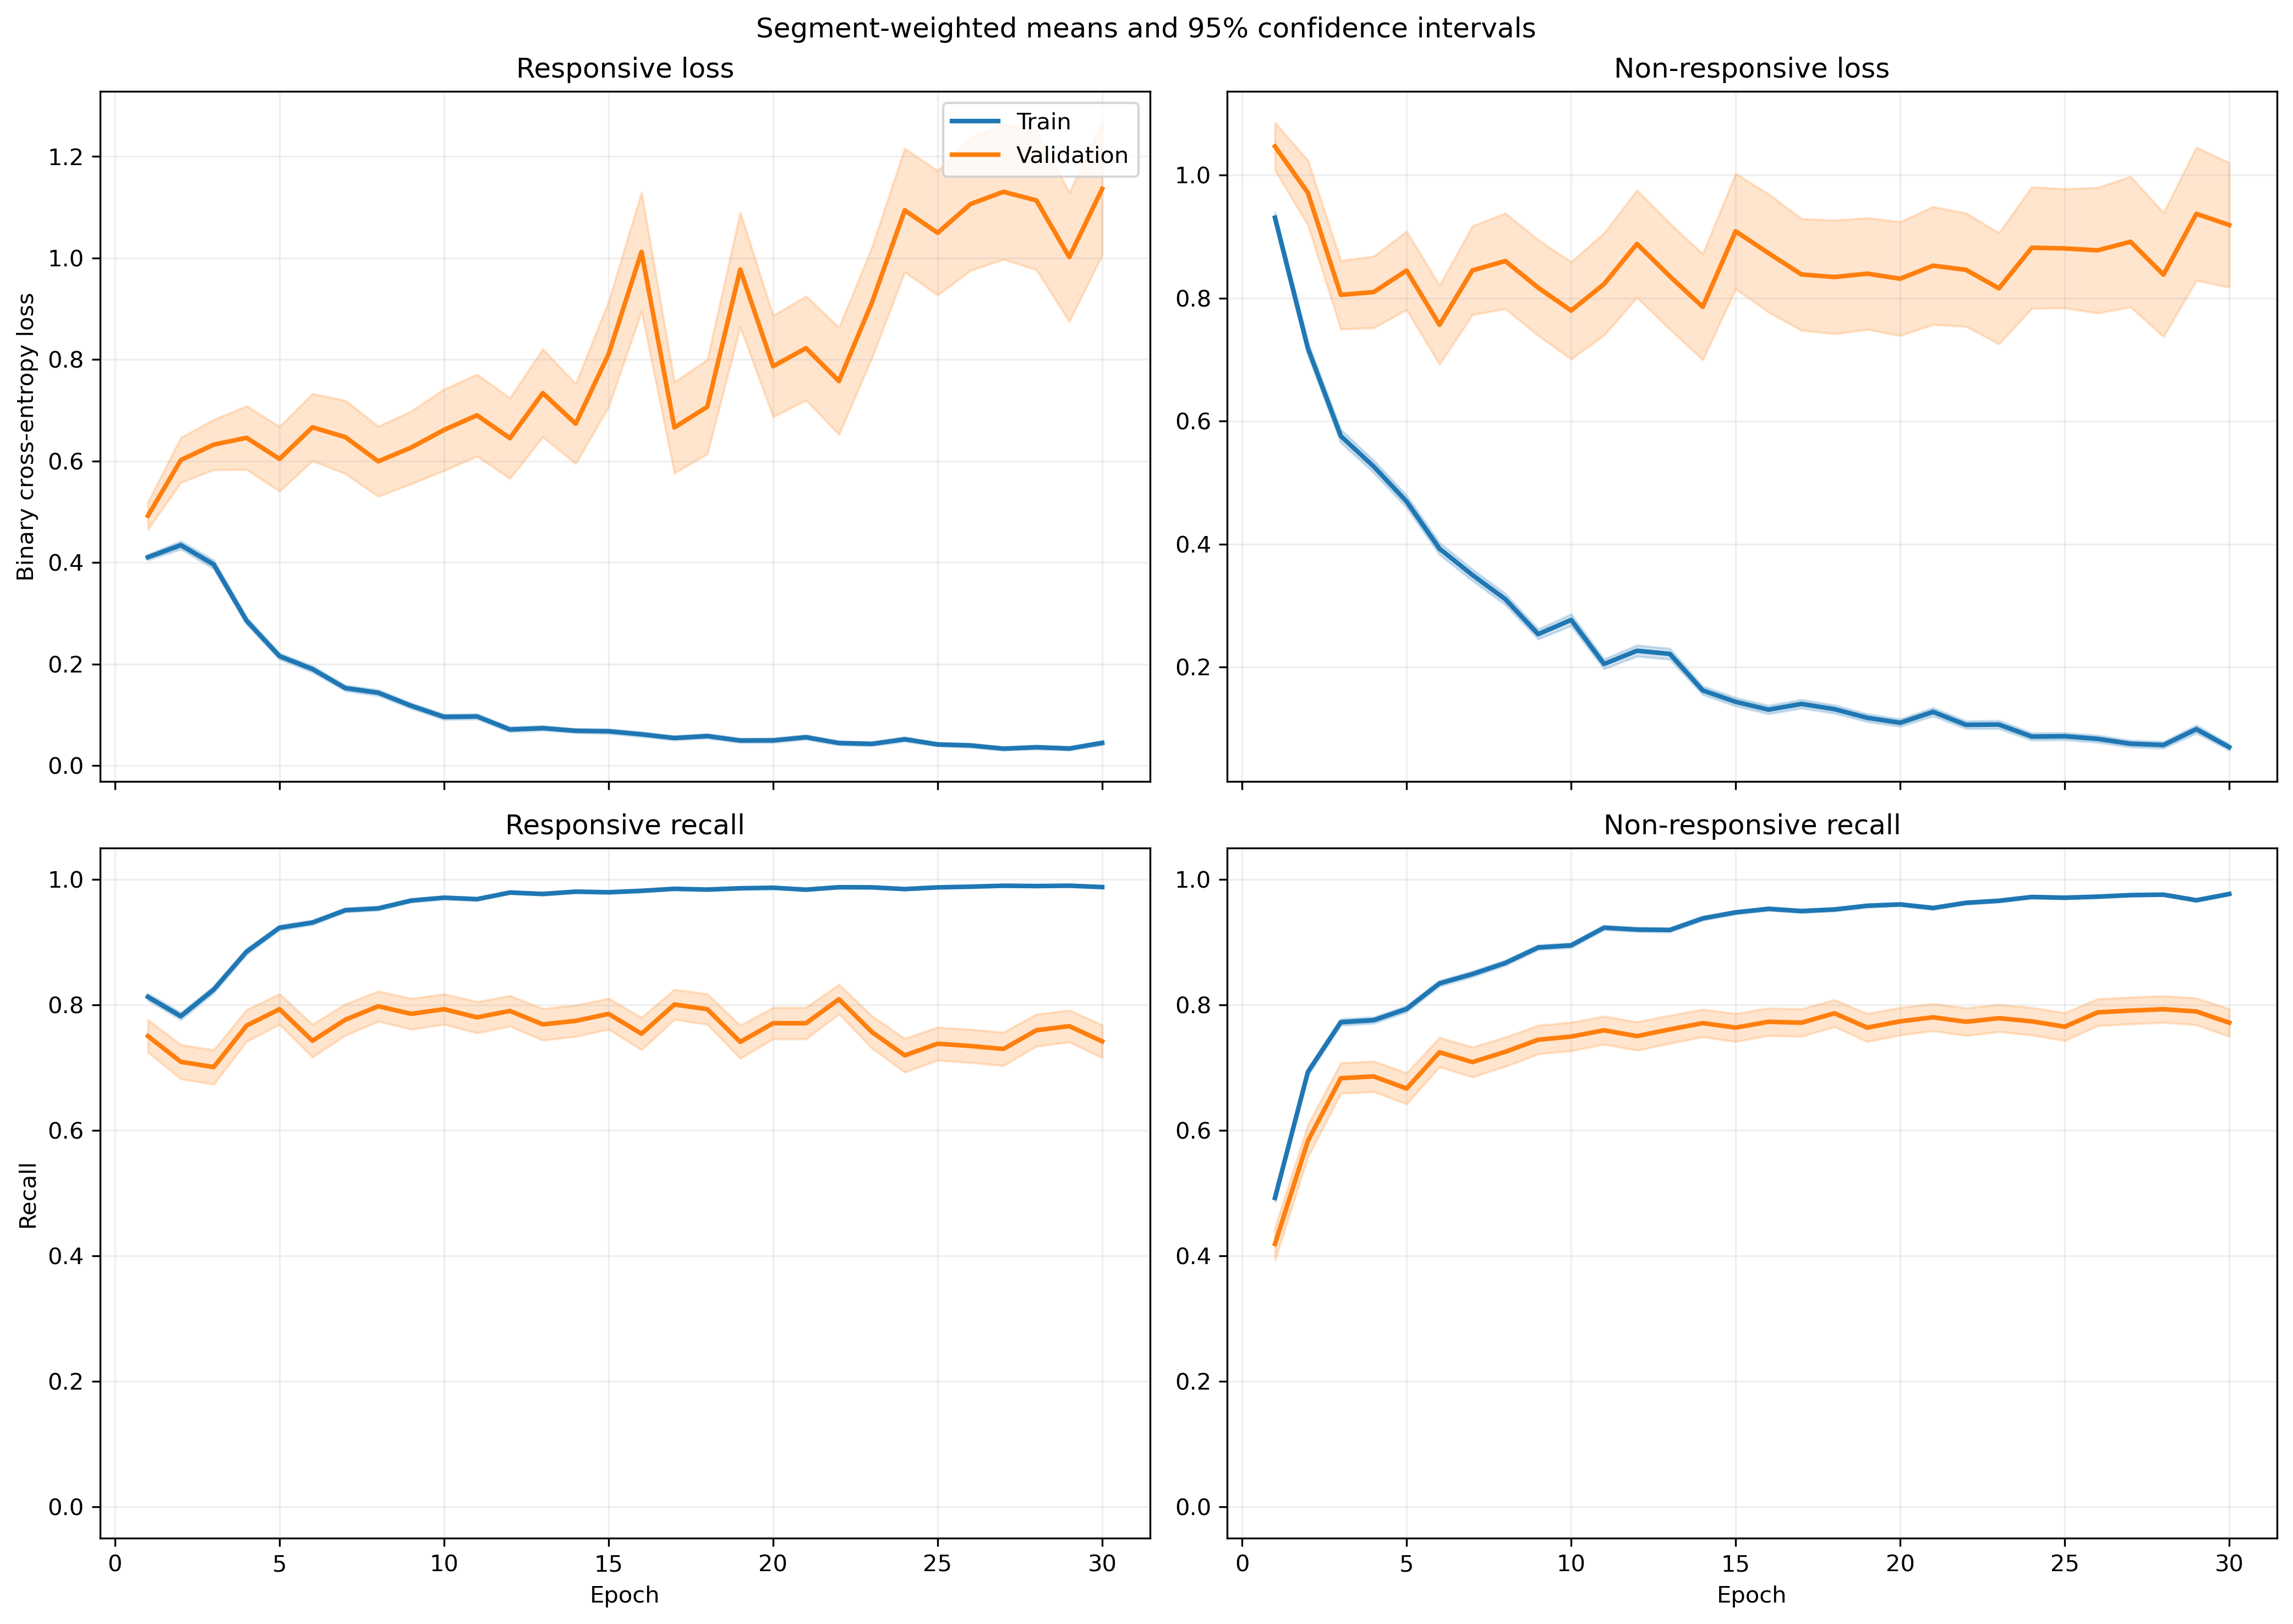 Segment-weighted means and 95% confidence intervals
Responsive loss
Non-responsive loss
Train
Validation
Binary cross-entropy loss
1.2
1.0
0.8
0.6
0.4
0.2
0.0
1.0
0.8
0.6
0.4
0.2
Responsive recall
Non-responsive recall
Recall
1.0
0.8
0.6
0.4
0.2
0.0
0 5 10 15 20 25 30
Epoch
1.0
0.8
0.6
0.4
0.2
0.0
0 5 10 15 20 25 30
Epoch